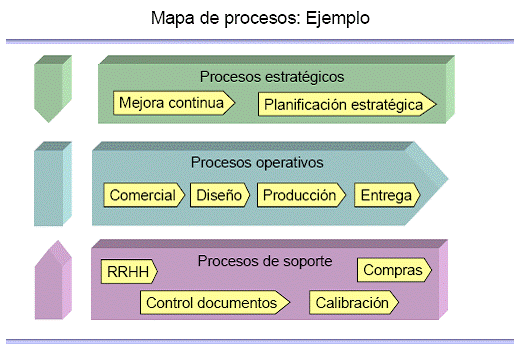 Mapa de procesos: Ejemplo
Procesos estratégicos
Mejora continua
Planificación estratégica
Procesos operativos
Comercial
Diseño
Producción
Entrega
Procesos de soporte
RRHH
Compras
Control documentos
Calibración